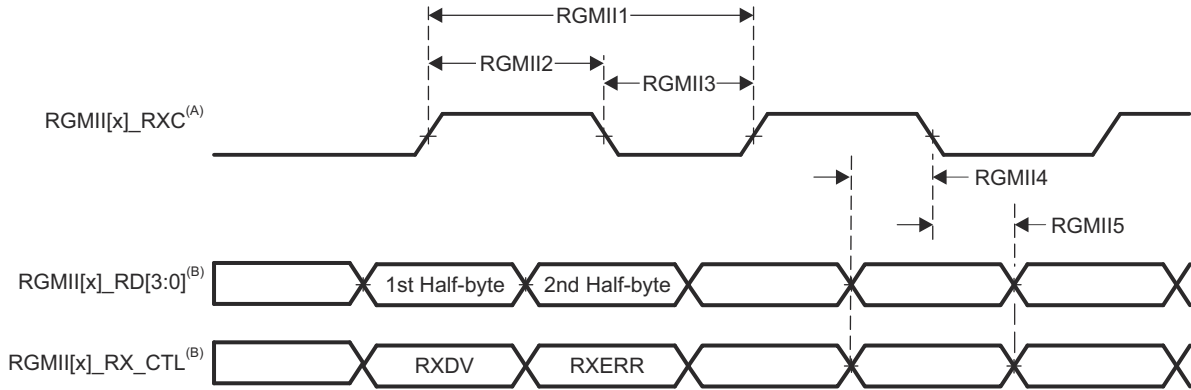 RGMII1
RGMII2
RGMII3
RGMII[x]_RXC(A)
RGMII4
RGMII5
RGMII[x]_RD[3:0](B)
1st Half-byte
2nd Half-byte
RGMII[x]_RX_CTL(B)
RXDV
RXERR